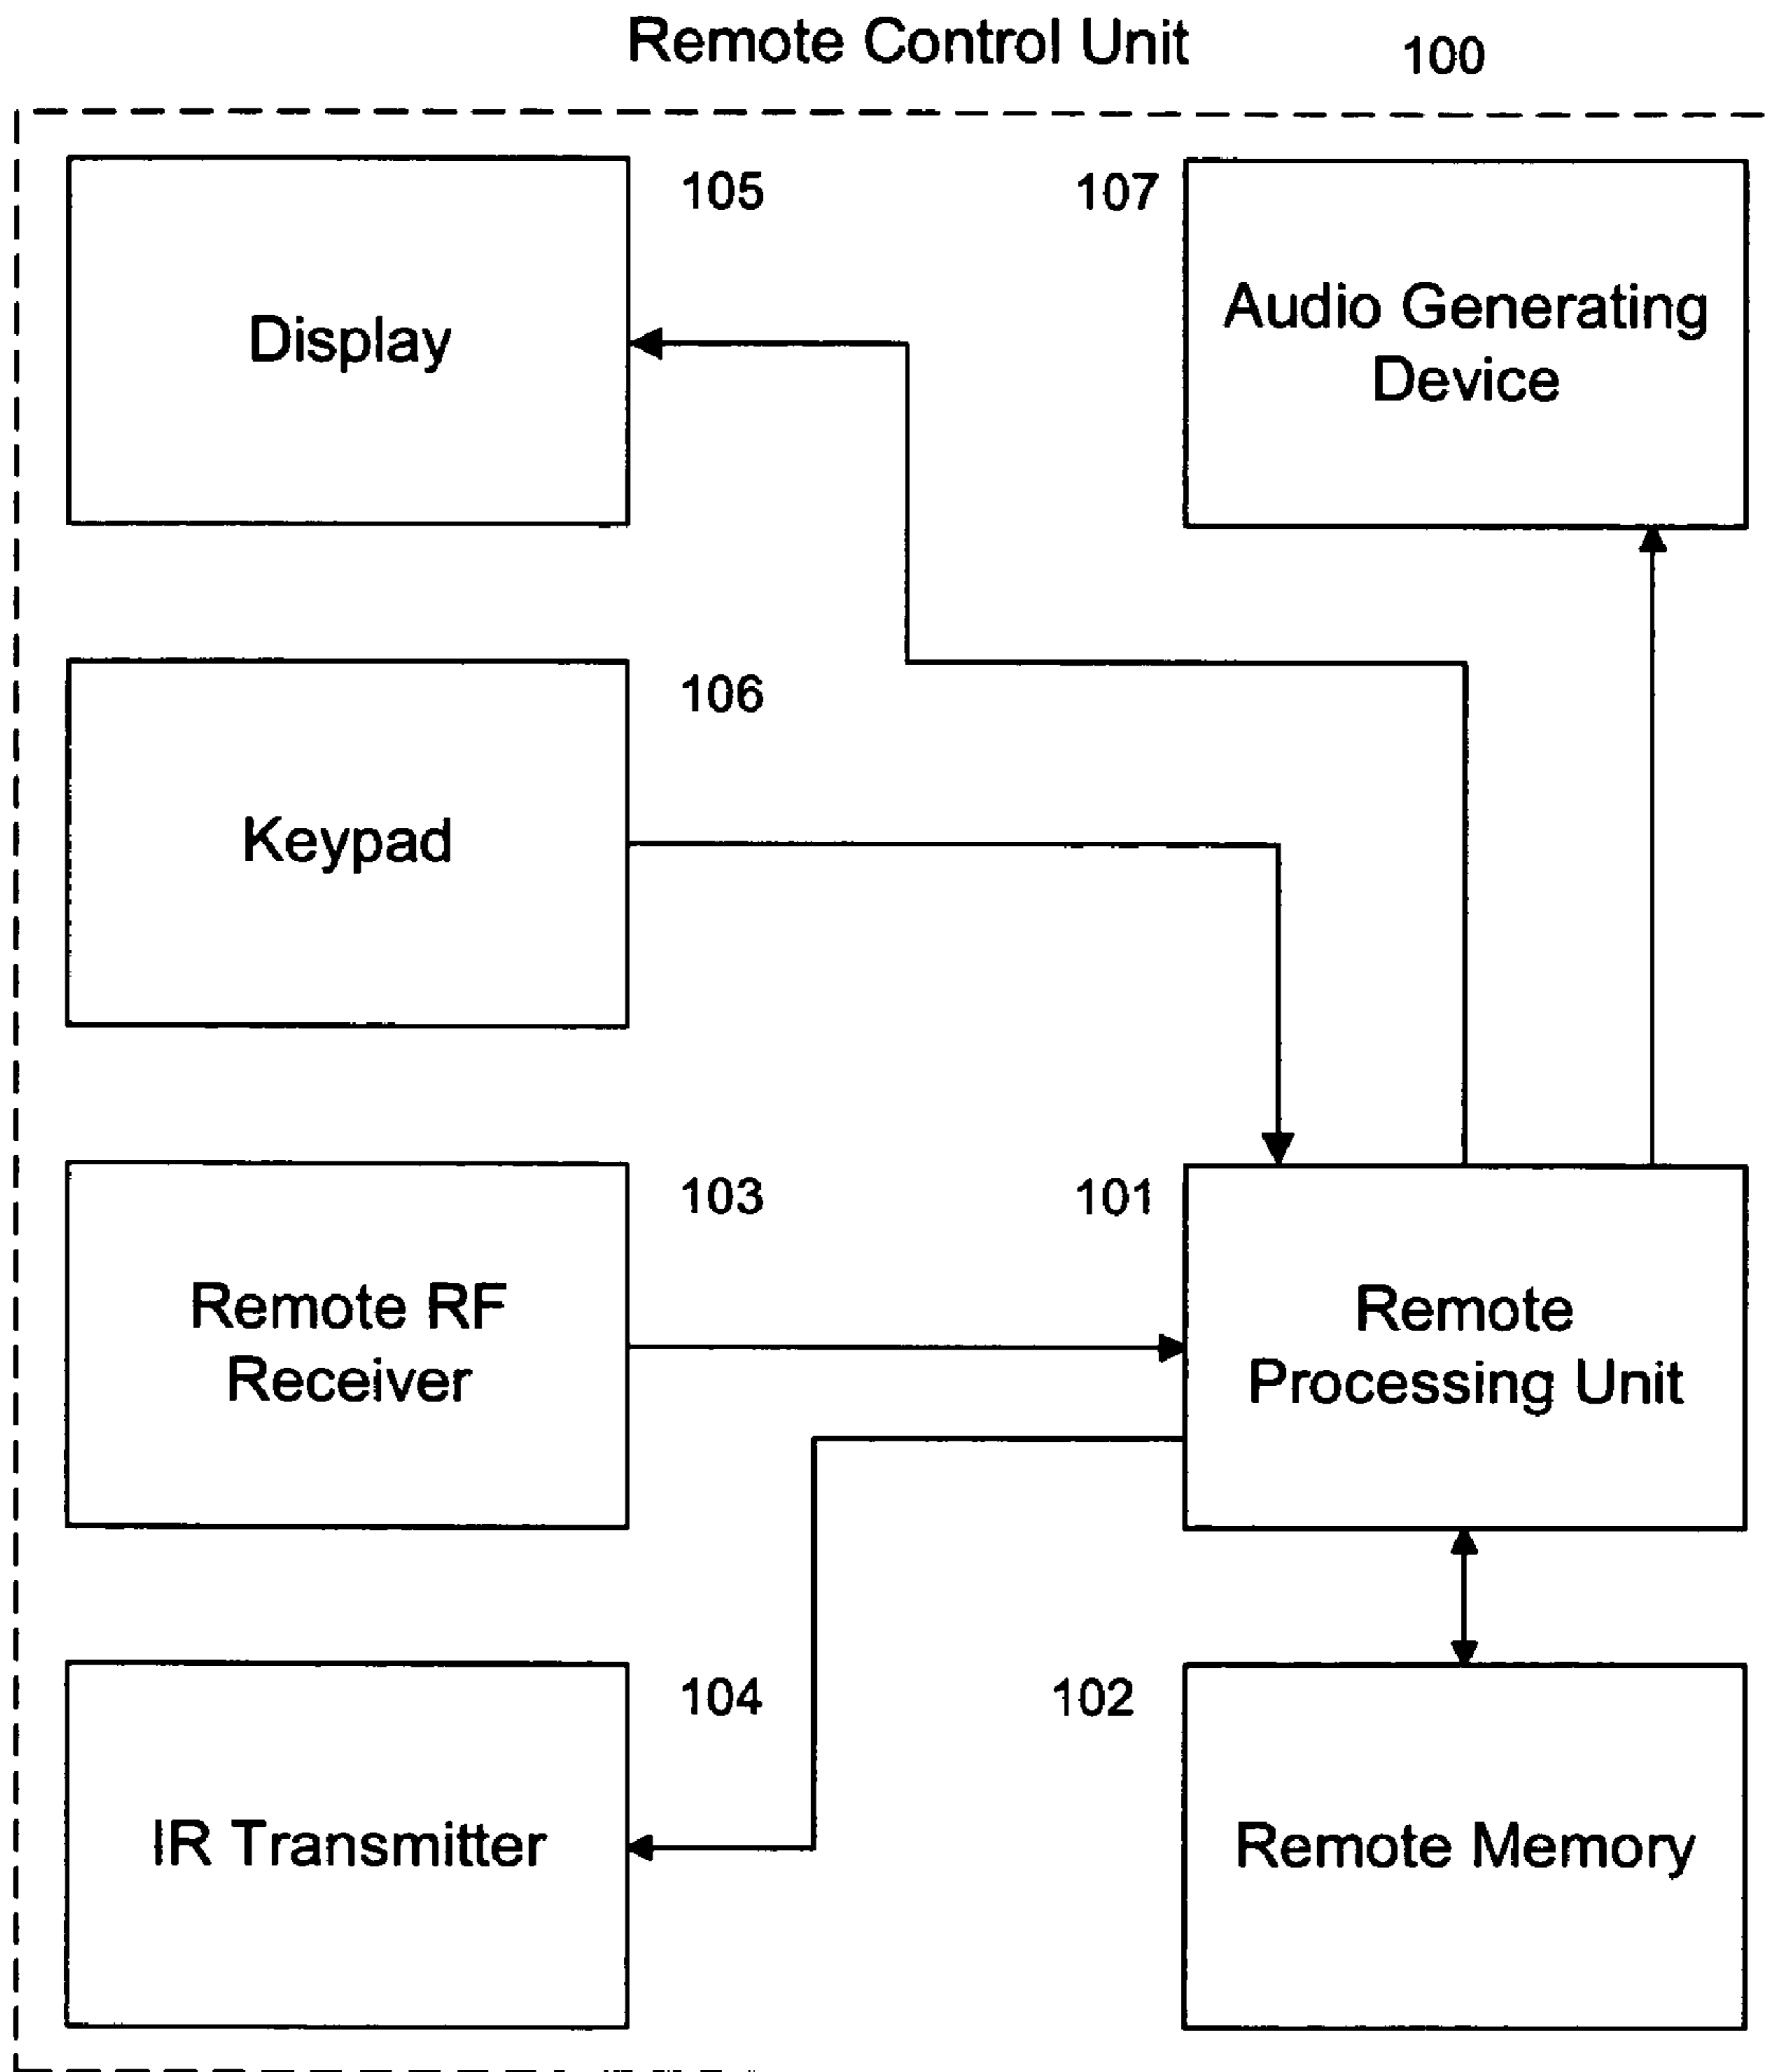 Remote Control Unit 100
105
Display
107
Audio Generating
Device
106
Keypad
103
Remote RF
Receiver
101
Remote
Processing Unit
104
IR Transmitter
102
Remote Memory